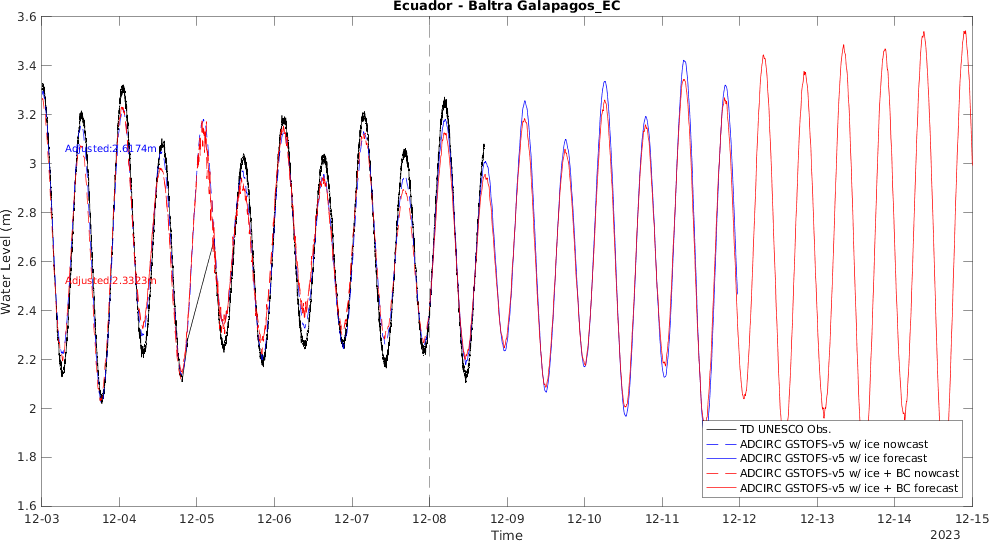 Ecuador - Baltra Galapagos_EC
3.6
3.4
3.2
3
2.8
2.6
2.4
2.2
2
1.8
1.6
Water Level (m)
Adjusted:2.6174m
Adjusted:2.3323m
TD UNESCO Obs.
ADCIRC GSTOFS-v5 w/ ice nowcast
ADCIRC GSTOFS-v5 w/ ice forecast
ADCIRC GSTOFS-v5 w/ ice + BC nowcast
ADCIRC GSTOFS-v5 w/ ice + BC forecast
12-03 12-04 12-05 12-06 12-07 12-08 12-09 12-10 12-11 12-12 12-13 12-14 12-15
Time
2023